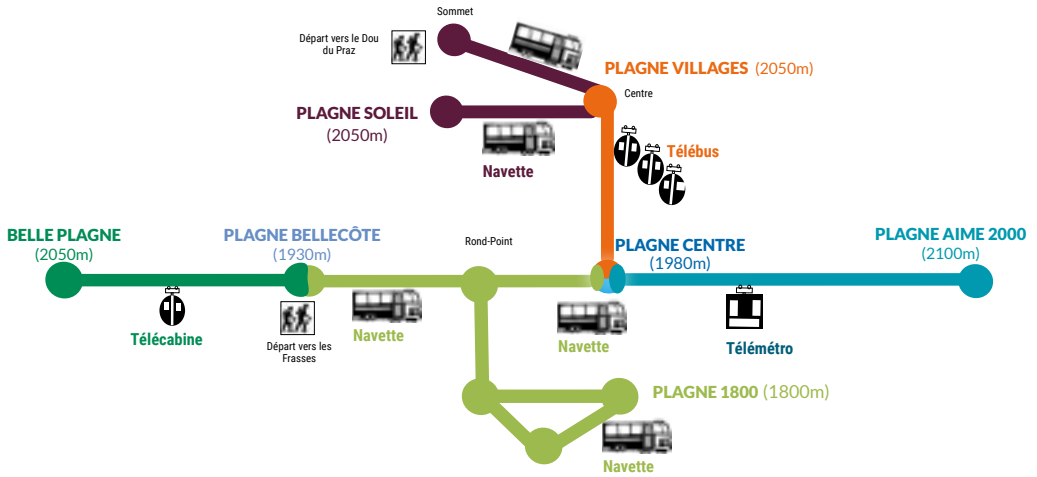 Sommet
Départ vers le Dou
du Praz
PLAGNE VILLAGES (2050m)
Centre
PLAGNE SOLEIL
(2050m)
Navette
Télébus
BELLE PLAGNE
(2050m)
PLAGNE BELLECÔTE
(1930m)
Rond-Point
PLAGNE CENTRE
(1980m)
PLAGNE AIME 2000
(2100m)
Télécabine
Départ vers les
Frasses
Navette
Navette
Télémétro
PLAGNE 1800 (1800m)
Navette